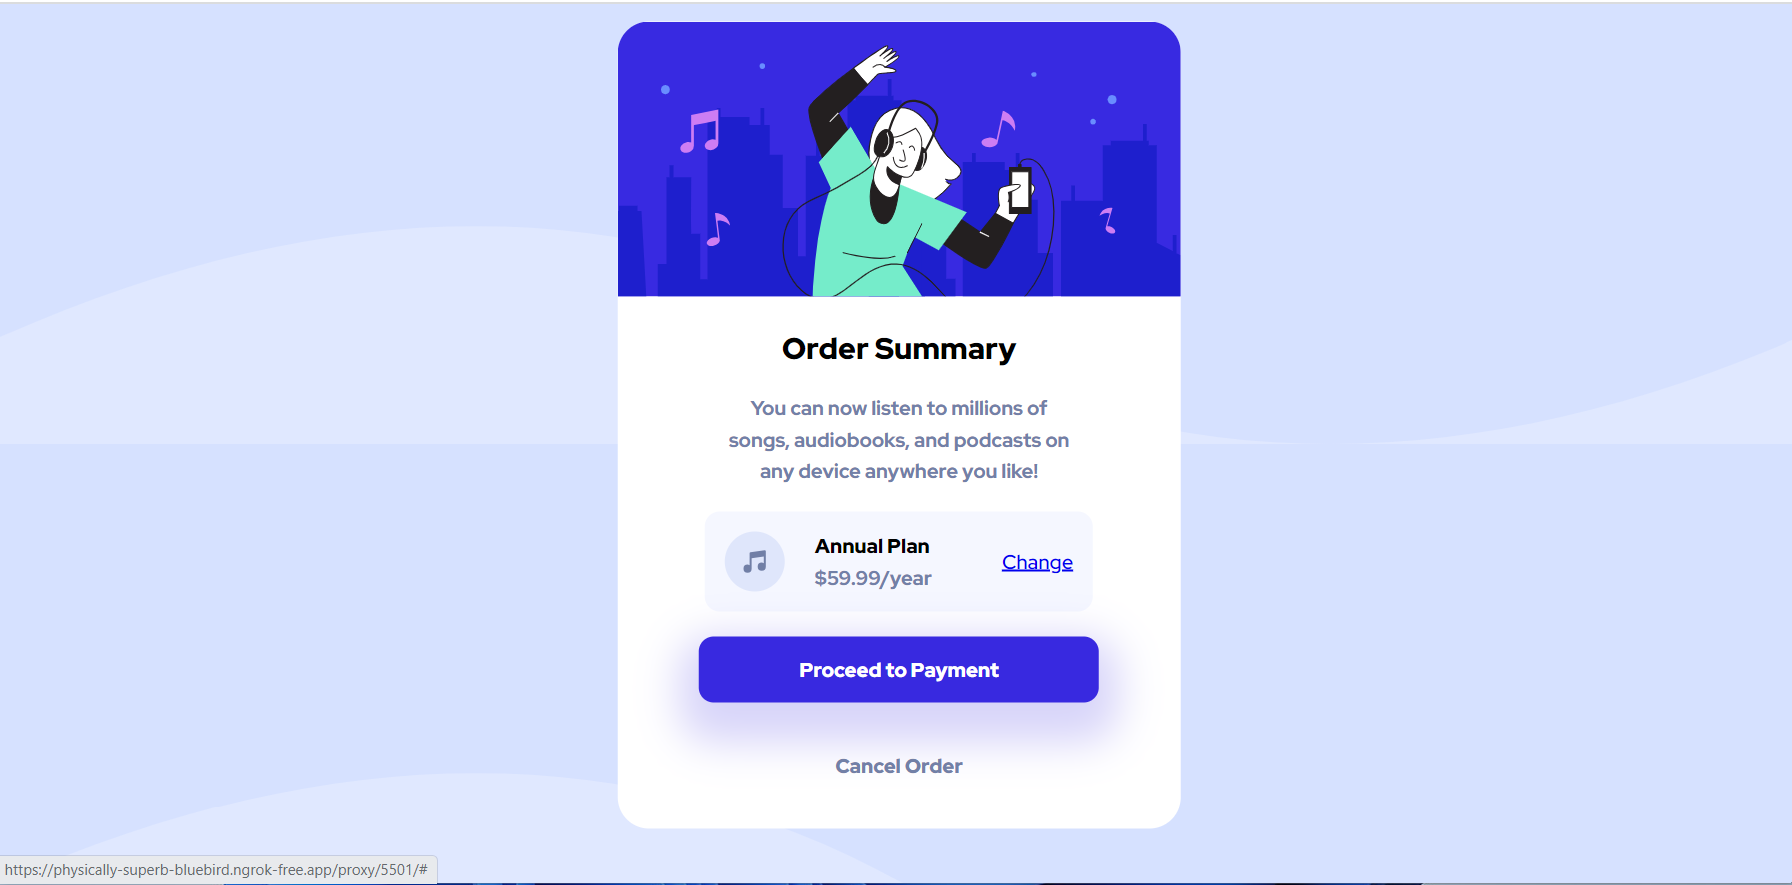 Order Summary
You can now listen to millions of
songs, audiobooks, and podcasts on
any device anywhere you like!
Annual Plan
$59.99/year
Change
Proceed to Payment
Cancel Order
https://physically-superb-bluebird.ngrok-free.app/proxy/5501/#